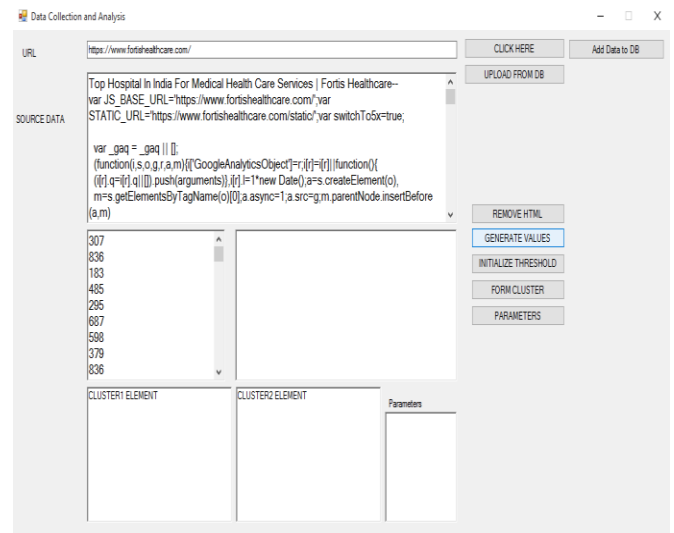 Data Collection and Analysis
URL
https://www.fortishealthcare.com/
CLICK HERE
Add Data to DB
UPLOAD FROM DB
SOURCE DATA
Top Hospital In India For Medical Health Care Services | Fortis Healthcare--
var JS_BASE_URL="https://www.fortishealthcare.com/";var
STATIC_URL="https://www.fortishealthcare.com/static/";var switchTo5x=true;
var _gaq = _gaq || [];
(function(i,s,o,g,r,a,m){i['GoogleAnalyticsObject']=r;i[r]=i[r]||function(){
(i[r].q=i[r].q||[]).push(arguments)},i[r].l=1*new Date();a=s.createElement(o),
m=s.getElementsByTagName(o)[0];a.async=1;a.src=g;m.parentNode.insertBefore
(a,m)
REMOVE HTML
GENERATE VALUES
INITIALIZE THRESHOLD
FORM CLUSTER
PARAMETERS
307
836
183
485
295
687
598
379
836
CLUSTER1 ELEMENT
CLUSTER2 ELEMENT
Parameters